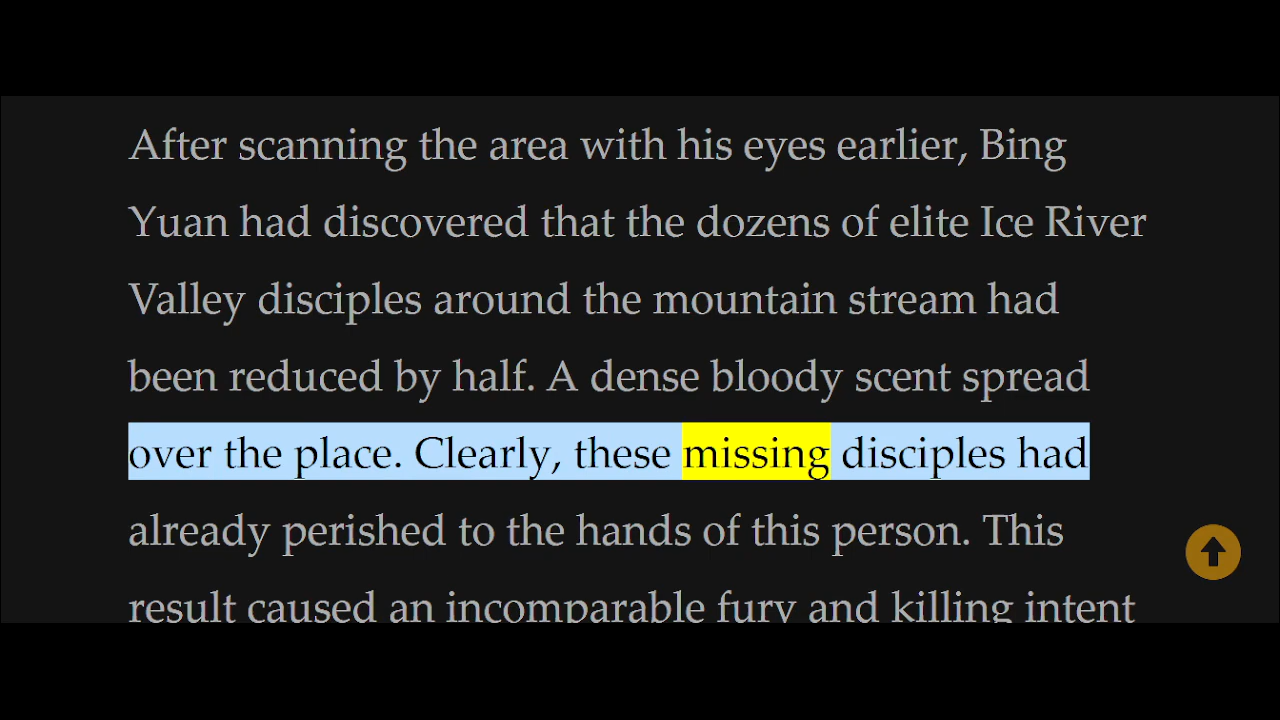 After scanning the area with his eyes earlier, Bing
Yuan had discovered that the dozens of elite Ice River
Valley disciples around the mountain stream had
been reduced by half. A dense bloody scent spread
over the place. Clearly, these missing disciples had
already perished to the hands of this person. This
result caused an incomparable fury and killing intent